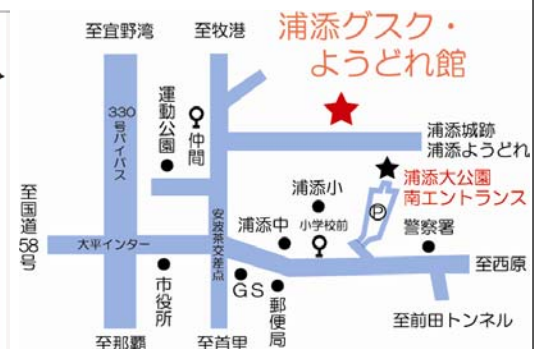 浦添グスク・
ようどれ館
至宜野湾
至牧港
330号バイパス
運動公園
仲間
浦添城跡
浦添ようどれ
浦添大公園
南エントランス
浦添小
P
至国道58号
大平インター
安波茶交差点
浦添中
小学校前
警察署
至西原
市役所
GS
郵便局
至前田トンネル
至那覇
至首里